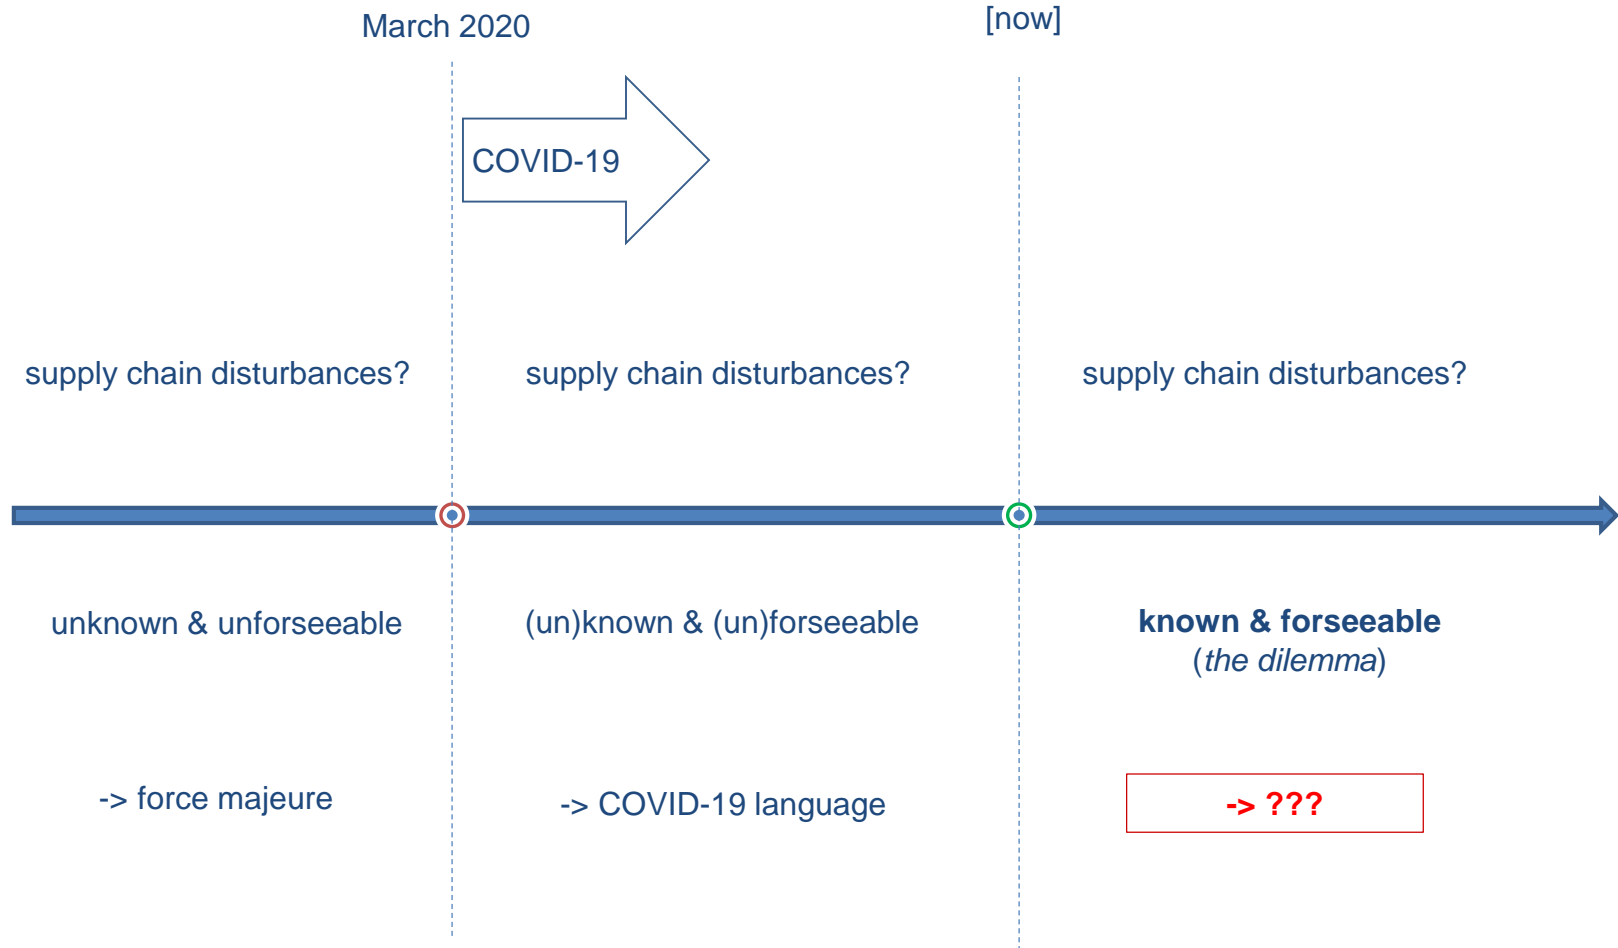 March 2020
[now]
COVID-19
supply chain disturbances?
supply chain disturbances?
supply chain disturbances?
unknown & unforseeable
(un)known & (un)forseeable
known & forseeable
(the dilemma)
-> force majeure
-> COVID-19 language
-> ???